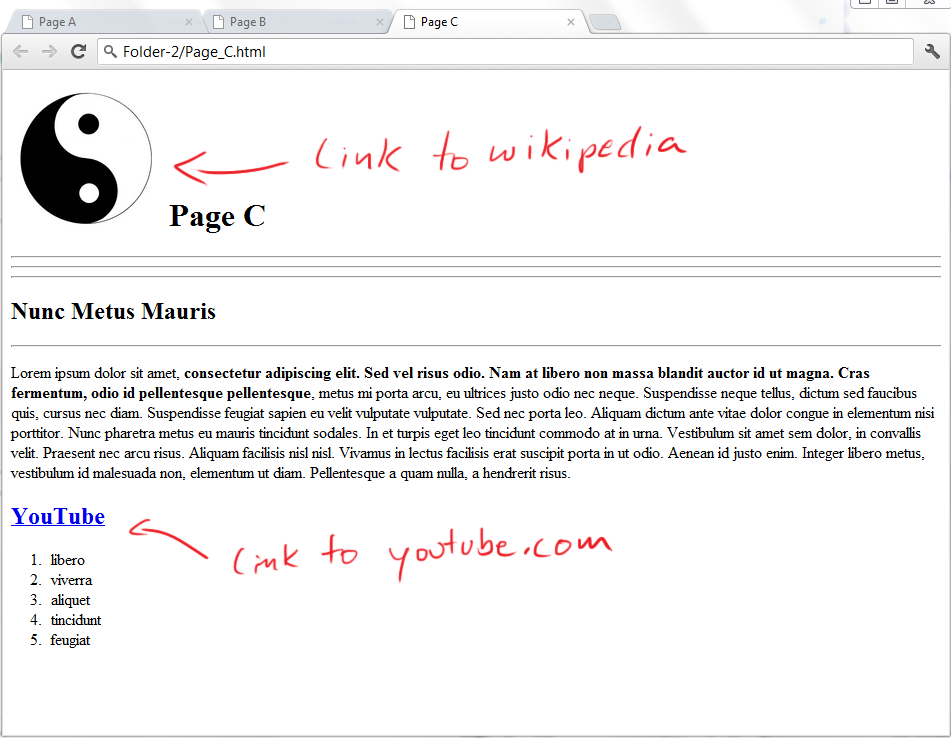 Page A
Page B
Page C
Folder-2/Page_C.html
Link to wikipedia
Page C
Nunc Metus Mauris
Lorem ipsum dolor sit amet, consectetur adipiscing elit. Sed vel risus odio. Nam at libero non massa blandit auctor id ut magna. Cras
fermentum, odio id pellentesque pellentesque, metus mi porta arcu, eu ultrices justo odio nec neque. Suspendisse neque tellus, dictum sed faucibus
quis, cursus nec diam. Suspendisse feugiat sapien eu velit vulputate vulputate. Sed nec porta leo. Aliquam dictum ante vitae dolor congue in elementum nisi
porttitor. Nunc pharetra metus eu mauris tincidunt sodales. In et turpis eget leo tincidunt commodo at in urna. Vestibulum sit amet sem dolor, in convallis
velit. Praesent nec arcu risus. Aliquam facilisis nisl nisl. Vivamus in lectus facilisis erat suscipit porta in ut odio. Aenean id justo enim. Integer libero metus,
vestibulum id malesuada non, elementum ut diam. Pellentesque a quam nulla, a hendrerit risus.
YouTube
Link to youtube.com
1. libero
2. viverra
3. aliquet
4. tincidunt
5. feugiat